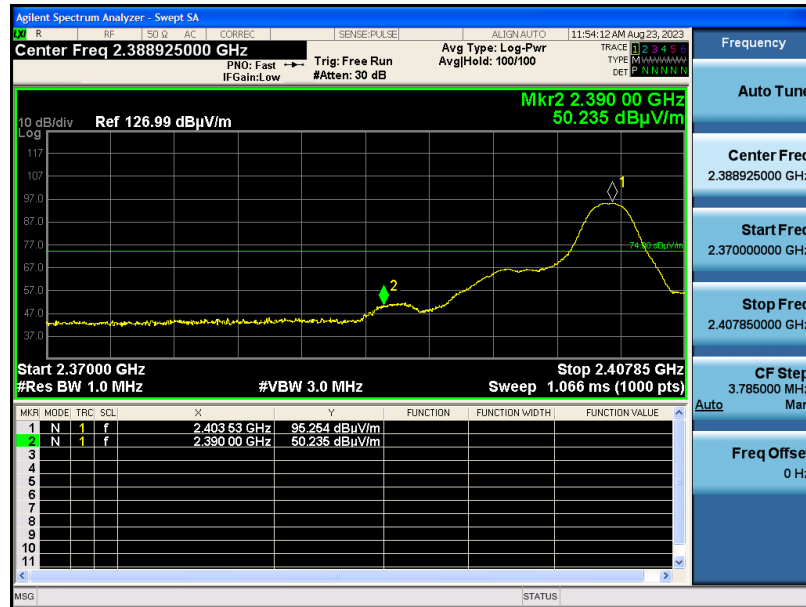 Agilent Spectrum Analyzer - Swept SA
LXI R RF 50 Ω AC CORREC SENSE:PULSE ALIGN AUTO 11:54:12 AM Aug 23, 2023
Center Freq 2.388925000 GHz
PNO: Fast
IFGain:Low
Trig: Free Run
#Atten: 30 dB
Avg Type: Log-Pwr
Avg|Hold: 100/100
TRACE 1 2 3 4 5 6
TYPE M
DET P N N N N N
Mkr2 2.390 00 GHz
50.235 dBµV/m
10 dB/div Ref 126.99 dBµV/m
Log
117
107
97.0
87.0
77.0
67.0
57.0
47.0
37.0
1
2
Start 2.37000 GHz Stop 2.40785 GHz
#Res BW 1.0 MHz #VBW 3.0 MHz Sweep 1.066 ms (1000 pts)
MKR MODE TRC SCL X Y FUNCTION FUNCTION WIDTH FUNCTION VALUE
1 N 1 f 2.403 53 GHz 95.254 dBµV/m
2 N 1 f 2.390 00 GHz 50.235 dBµV/m
3
4
5
6
7
8
9
10
11
MSG STATUS
Frequency
Auto Tune
Center Freq
2.388925000 GHz
Start Freq
2.370000000 GHz
Stop Freq
2.407850000 GHz
CF Step
3.785000 MHz
Auto Man
Freq Offset
0 Hz